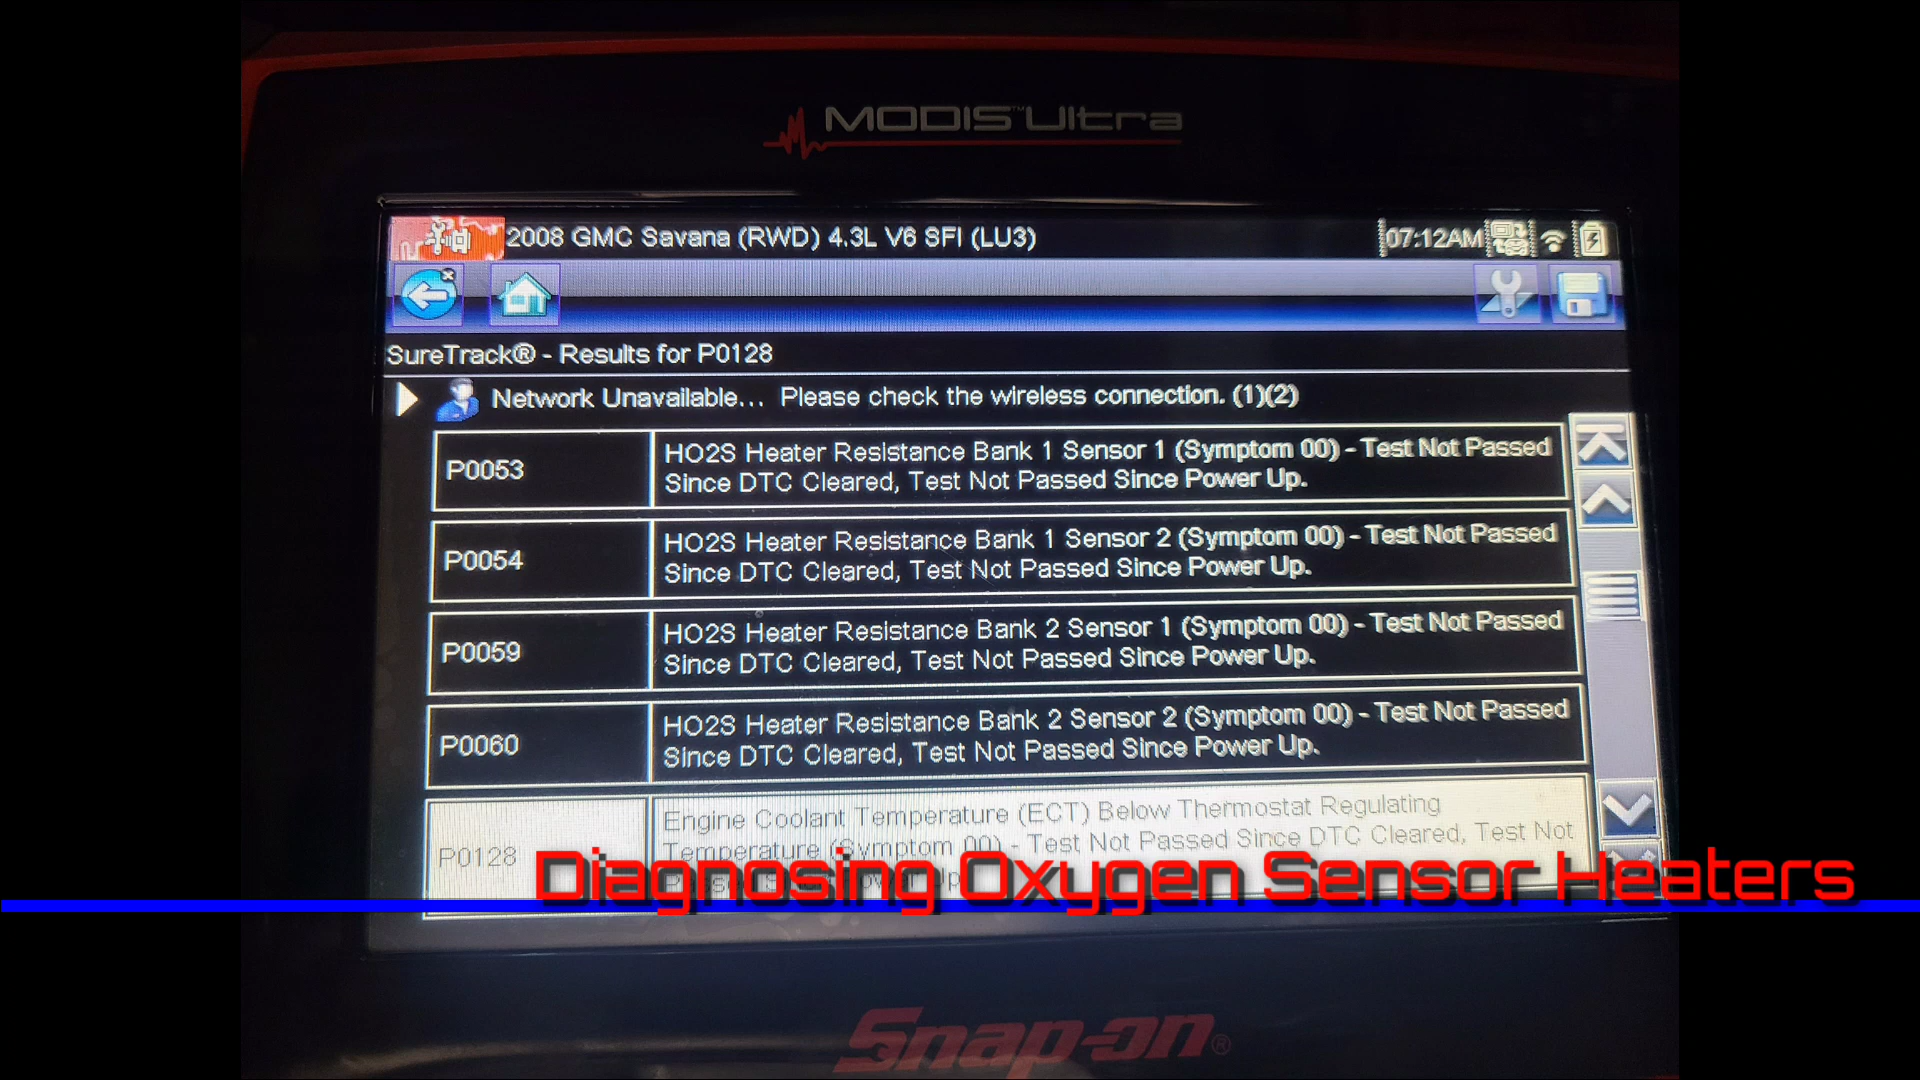 MODIS™Ultra
2008 GMC Savana (RWD) 4.3L V6 SFI (LU3)
07:12AM
SureTrack® - Results for P0128
Network Unavailable... Please check the wireless connection. (1)(2)
P0053
HO2S Heater Resistance Bank 1 Sensor 1 (Symptom 00) - Test Not Passed
Since DTC Cleared, Test Not Passed Since Power Up.
P0054
HO2S Heater Resistance Bank 1 Sensor 2 (Symptom 00) - Test Not Passed
Since DTC Cleared, Test Not Passed Since Power Up.
P0059
HO2S Heater Resistance Bank 2 Sensor 1 (Symptom 00) - Test Not Passed
Since DTC Cleared, Test Not Passed Since Power Up.
P0060
HO2S Heater Resistance Bank 2 Sensor 2 (Symptom 00) - Test Not Passed
Since DTC Cleared, Test Not Passed Since Power Up.
P0128
Engine Coolant Temperature (ECT) Below Thermostat Regulating
Temperature (Symptom 00) - Test Not Passed Since DTC Cleared, Test Not
Passed Since Power Up
Diagnosing Oxygen Sensor Heaters
Snap-on®